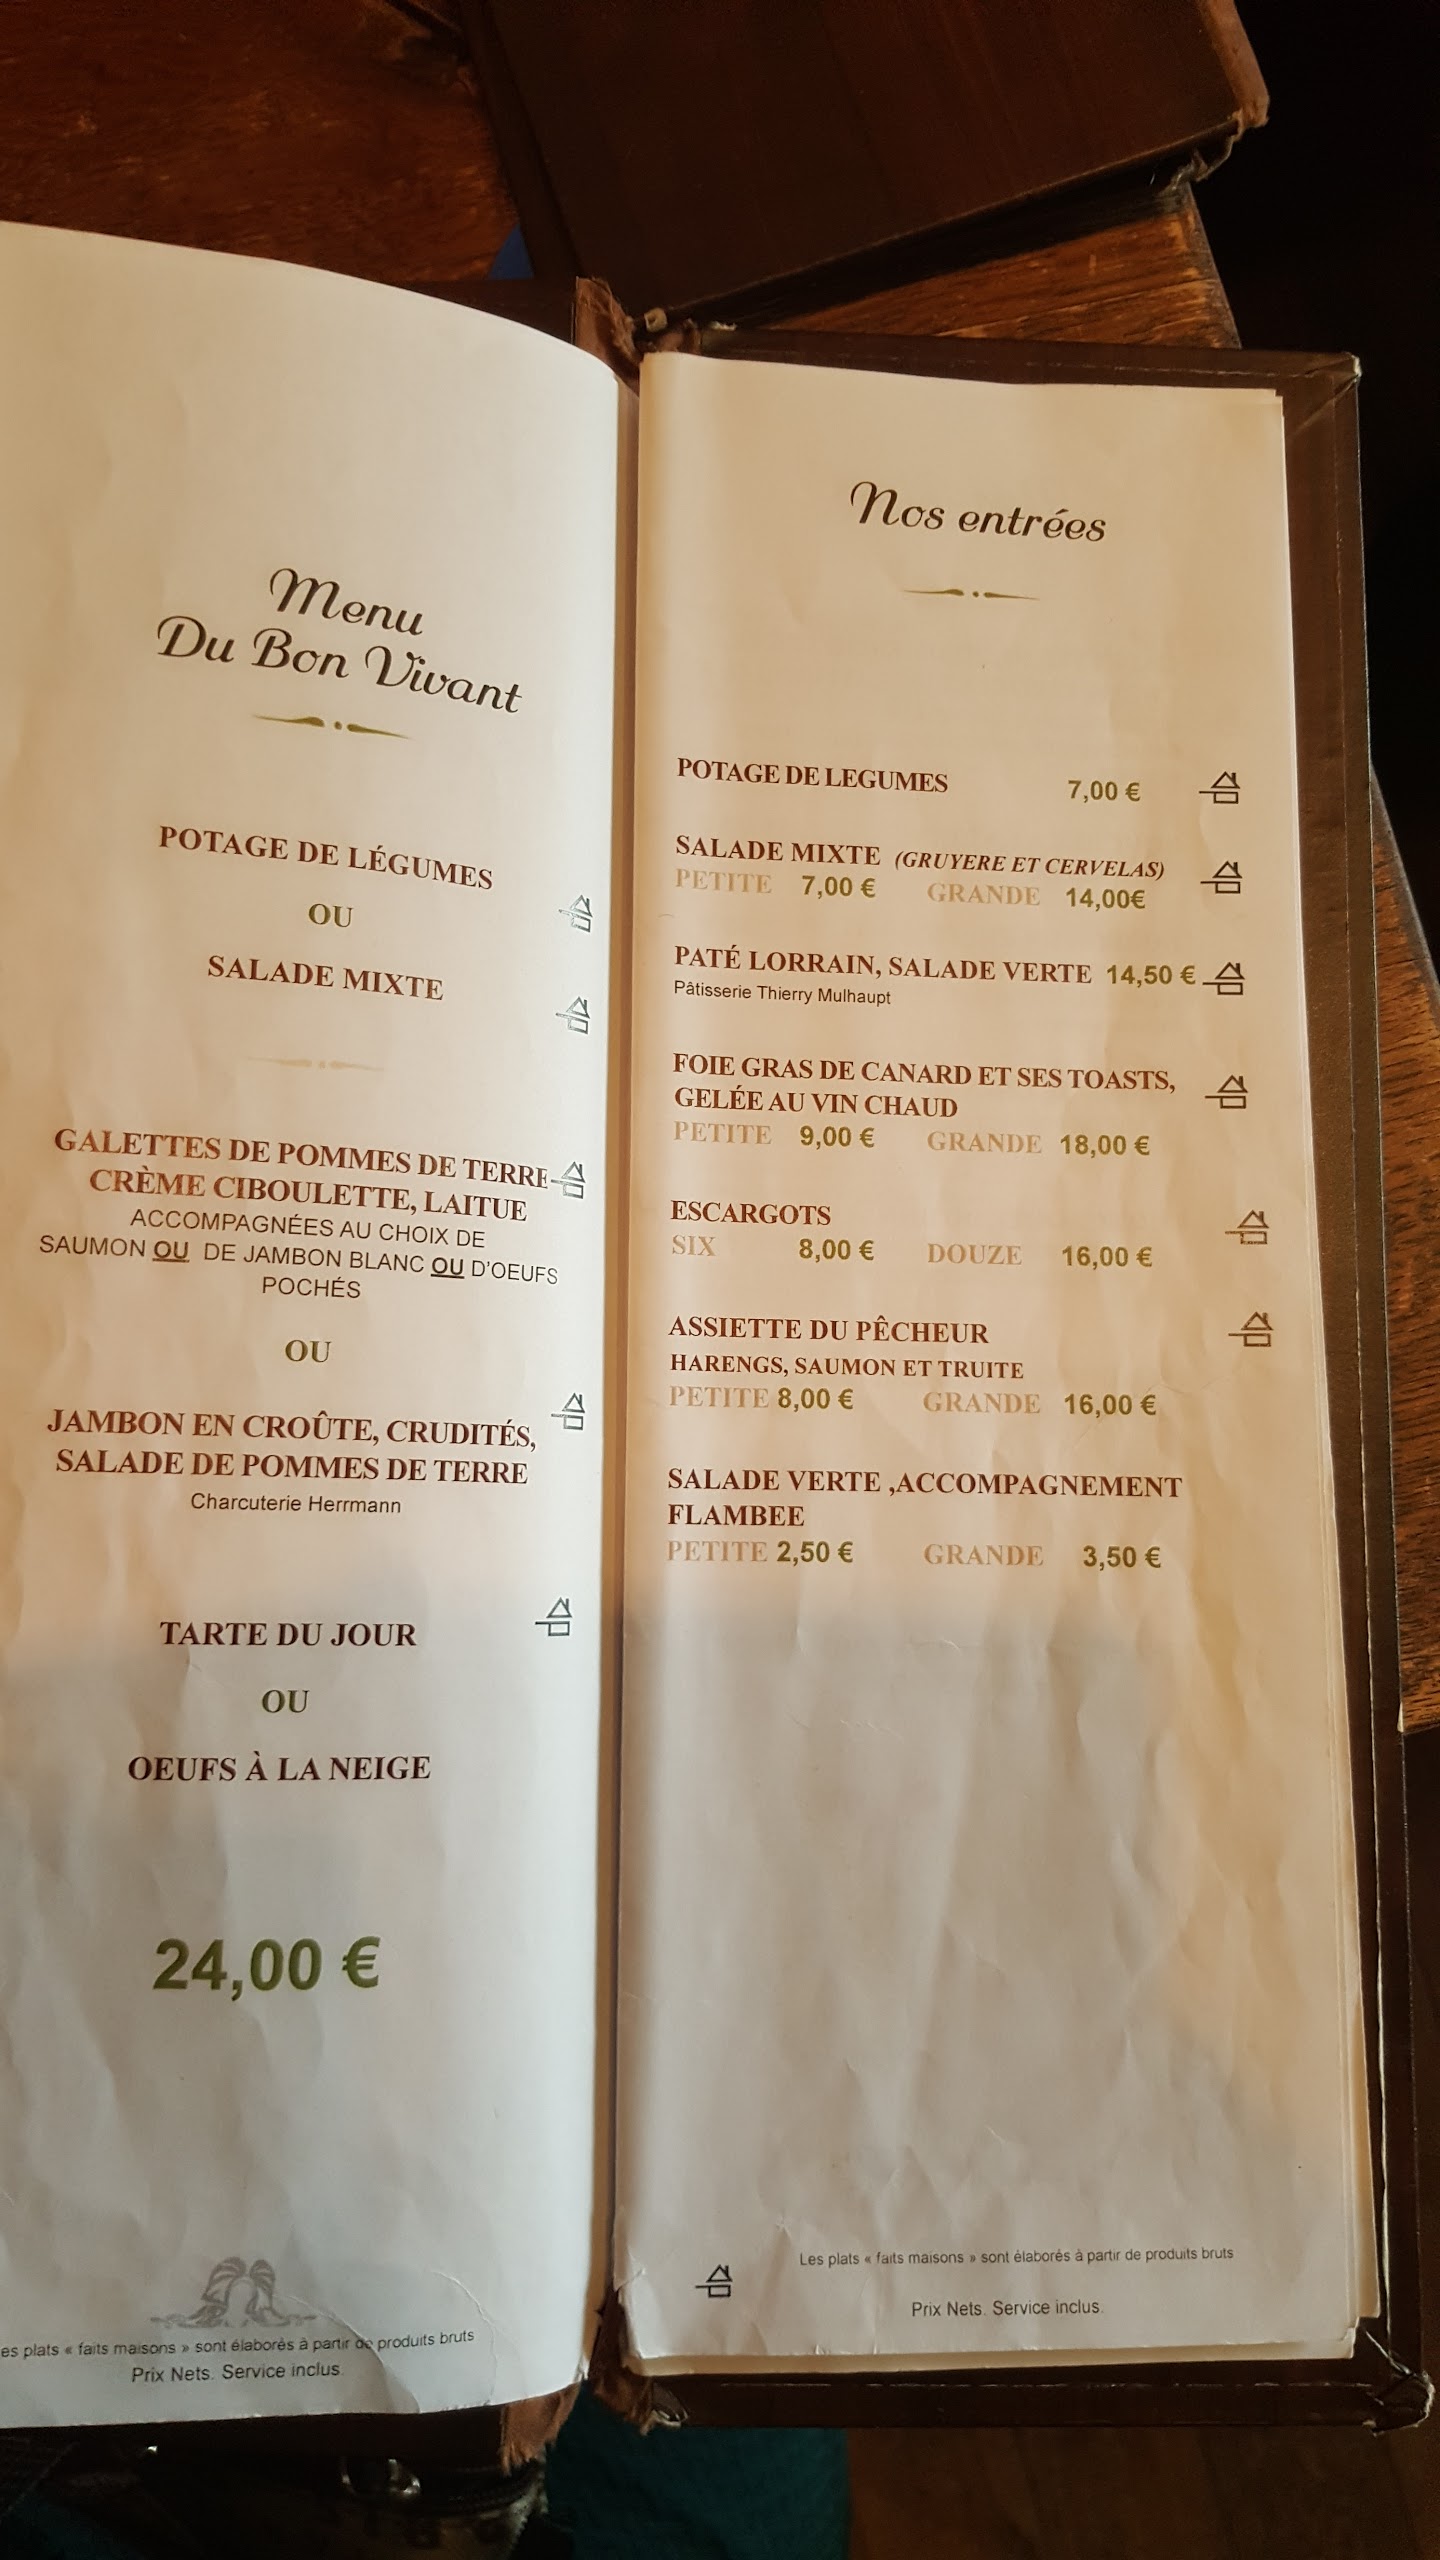 Menu
Du Bon Vivant
POTAGE DE LÉGUMES
OU
SALADE MIXTE
GALETTES DE POMMES DE TERRE
CRÈME CIBOULETTE, LAITUE
ACCOMPAGNÉES AU CHOIX DE
SAUMON OU DE JAMBON BLANC OU D'OEUFS
POCHÉS
OU
JAMBON EN CROÛTE, CRUDITÉS,
SALADE DE POMMES DE TERRE
Charcuterie Herrmann
TARTE DU JOUR
OU
OEUFS À LA NEIGE
24,00 €
es plats « faits maisons » sont élaborés à partir de produits bruts
Prix Nets. Service inclus.
Nos entrées
POTAGE DE LEGUMES 7,00 €
SALADE MIXTE (GRUYERE ET CERVELAS)
PETITE 7,00 € GRANDE 14,00€
PATÉ LORRAIN, SALADE VERTE 14,50 €
Pâtisserie Thierry Mulhaupt
FOIE GRAS DE CANARD ET SES TOASTS,
GELÉE AU VIN CHAUD
PETITE 9,00 € GRANDE 18,00 €
ESCARGOTS
SIX 8,00 € DOUZE 16,00 €
ASSIETTE DU PÊCHEUR
HARENGS, SAUMON ET TRUITE
PETITE 8,00 € GRANDE 16,00 €
SALADE VERTE ,ACCOMPAGNEMENT
FLAMBEE
PETITE 2,50 € GRANDE 3,50 €
Les plats « faits maisons » sont élaborés à partir de produits bruts
Prix Nets. Service inclus.